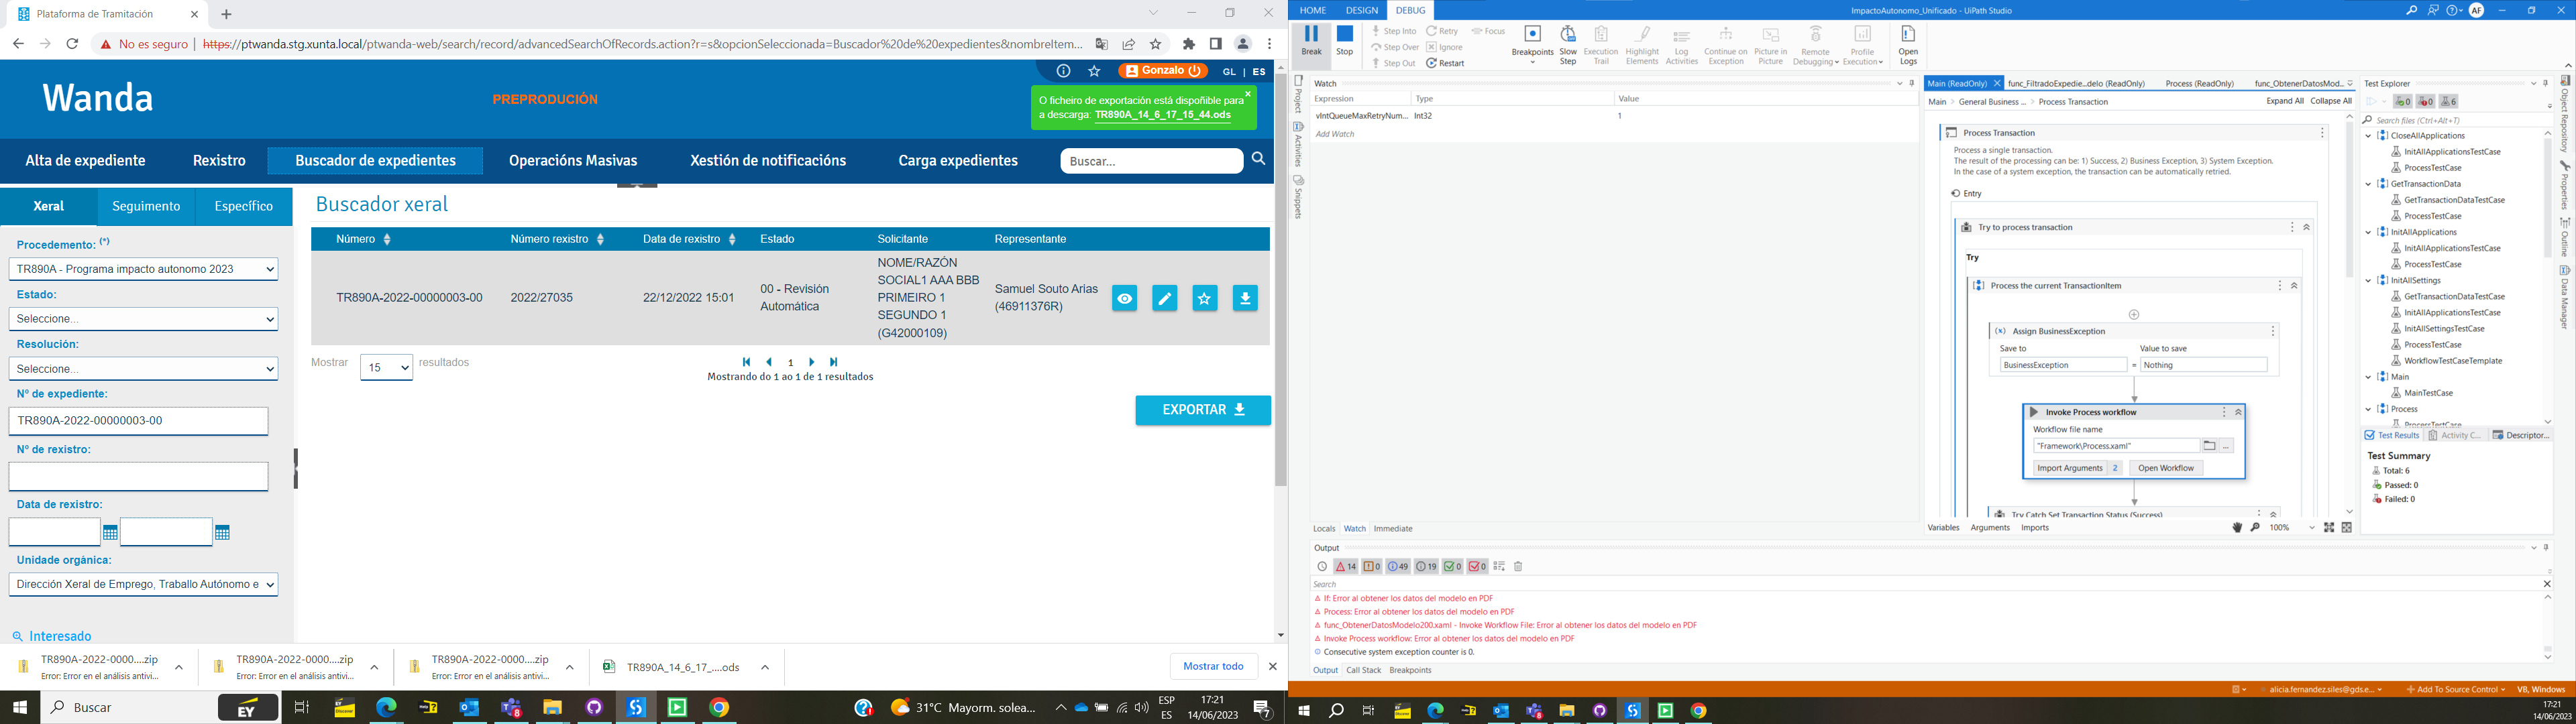 Plataforma de Tramitación
No es seguro | https://ptwanda.stg.xunta.local/ptwanda-web/search/record/advancedSearchOfRecords.action?r=s&opcionSeleccionada=Buscador%20de%20expedientes&nombreItem...
Gonzalo GL | ES
Wanda
PREPRODUCIÓN
O ficheiro de exportación está dispoñible para
a descarga: TR890A_14_6_17_15_44.ods
Alta de expediente Rexistro Buscador de expedientes Operacións Masivas Xestión de notificacións Carga expedientes Buscar...
Xeral Seguimento Específico
Buscador xeral
Procedemento: (*)
TR890A - Programa impacto autonomo 2023
Estado:
Seleccione...
Resolución:
Seleccione...
Nº de expediente:
TR890A-2022-00000003-00
Nº de rexistro:
Data de rexistro:
Unidade orgánica:
Dirección Xeral de Emprego, Traballo Autónomo e
Interesado
Número Número rexistro Data de rexistro Estado Solicitante Representante
TR890A-2022-00000003-00 2022/27035 22/12/2022 15:01
00 - Revisión
Automática
NOME/RAZÓN
SOCIAL1 AAA BBB
PRIMEIRO 1
SEGUNDO 1
(G42000109)
Samuel Souto Arias
(46911376R)
Mostrar 15 resultados
1
Mostrando do 1 ao 1 de 1 resultados
EXPORTAR
TR890A-2022-0000....zip
Error: Error en el análisis antivi...
TR890A-2022-0000....zip
Error: Error en el análisis antivi...
TR890A-2022-0000....zip
Error: Error en el análisis antivi...
TR890A_14_6_17_....ods
Mostrar todo
Buscar
EY
31°C Mayorm. solea...
ESP
ES
17:21
14/06/2023
7
HOME DESIGN DEBUG
ImpactoAutonomo_Unificado - UiPath Studio
AF
Break
Stop
Step Into
Step Over
Step Out
Retry
Ignore
Restart
Focus
Breakpoints
Slow
Step
Execution
Trail
Highlight
Elements
Log
Activities
Continue on
Exception
Picture in
Picture
Remote
Debugging
Profile
Execution
Open
Logs
Project
Activities
Snippets
Watch
Expression Type Value
vIntQueueMaxRetryNum... Int32 1
Add Watch
Locals Watch Immediate
Main (ReadOnly) func_FiltradoExpedie...delo (ReadOnly) Process (ReadOnly) func_ObtenerDatosMod...
Main > General Business ... > Process Transaction Expand All Collapse All
Process Transaction
Process a single transaction.
The result of the processing can be: 1) Success, 2) Business Exception, 3) System Exception.
In the case of a system exception, the transaction can be automatically retried.
Entry
Try to process transaction
Try
Process the current TransactionItem
Assign BusinessException
Save to Value to save
BusinessException = Nothing
Invoke Process workflow
Workflow file name
"Framework\Process.xaml"
Import Arguments 2 Open Workflow
Try Catch Set Transaction Status (Success)
Variables Arguments Imports 100%
Test Explorer
0 0 6
Search files (Ctrl+Alt+T)
CloseAllApplications
InitAllApplicationsTestCase
ProcessTestCase
GetTransactionData
GetTransactionDataTestCase
ProcessTestCase
InitAllApplications
InitAllApplicationsTestCase
ProcessTestCase
InitAllSettings
GetTransactionDataTestCase
InitAllApplicationsTestCase
InitAllSettingsTestCase
ProcessTestCase
WorkflowTestCaseTemplate
Main
MainTestCase
Process
ProcessTestCase
Test Results Activity C... Descriptor...
Test Summary
Total: 6
Passed: 0
Failed: 0
Object Repository
Properties
Outline
Data Manager
Output
14 0 49 19 0 0
Search
If: Error al obtener los datos del modelo en PDF
Process: Error al obtener los datos del modelo en PDF
func_ObtenerDatosModelo200.xaml - Invoke Workflow File: Error al obtener los datos del modelo en PDF
Invoke Process workflow: Error al obtener los datos del modelo en PDF
Consecutive system exception counter is 0.
Output Call Stack Breakpoints
alicia.fernandez.siles@gds.e... Add To Source Control VB, Windows
17:21
14/06/2023